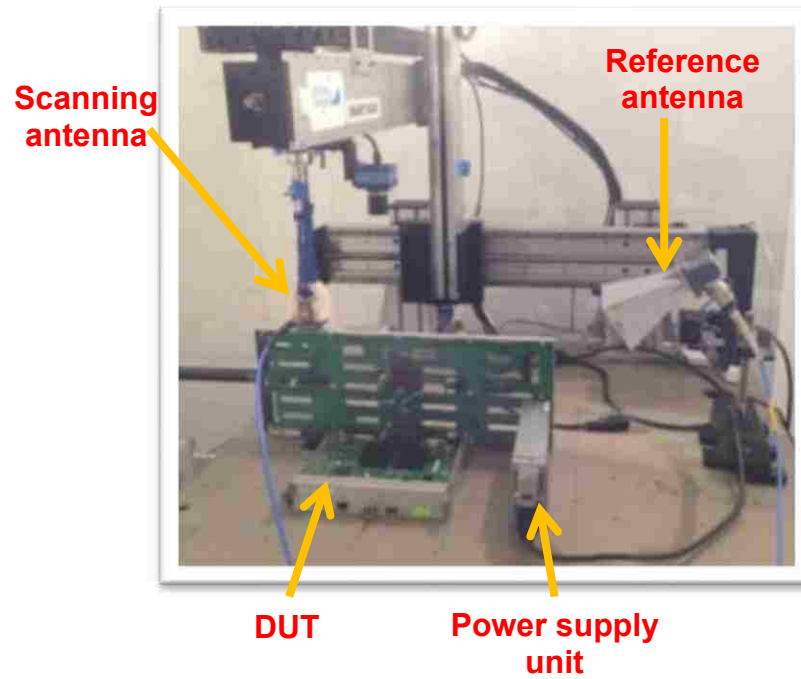 Scanning
antenna
Reference
antenna
DUT
Power supply
unit